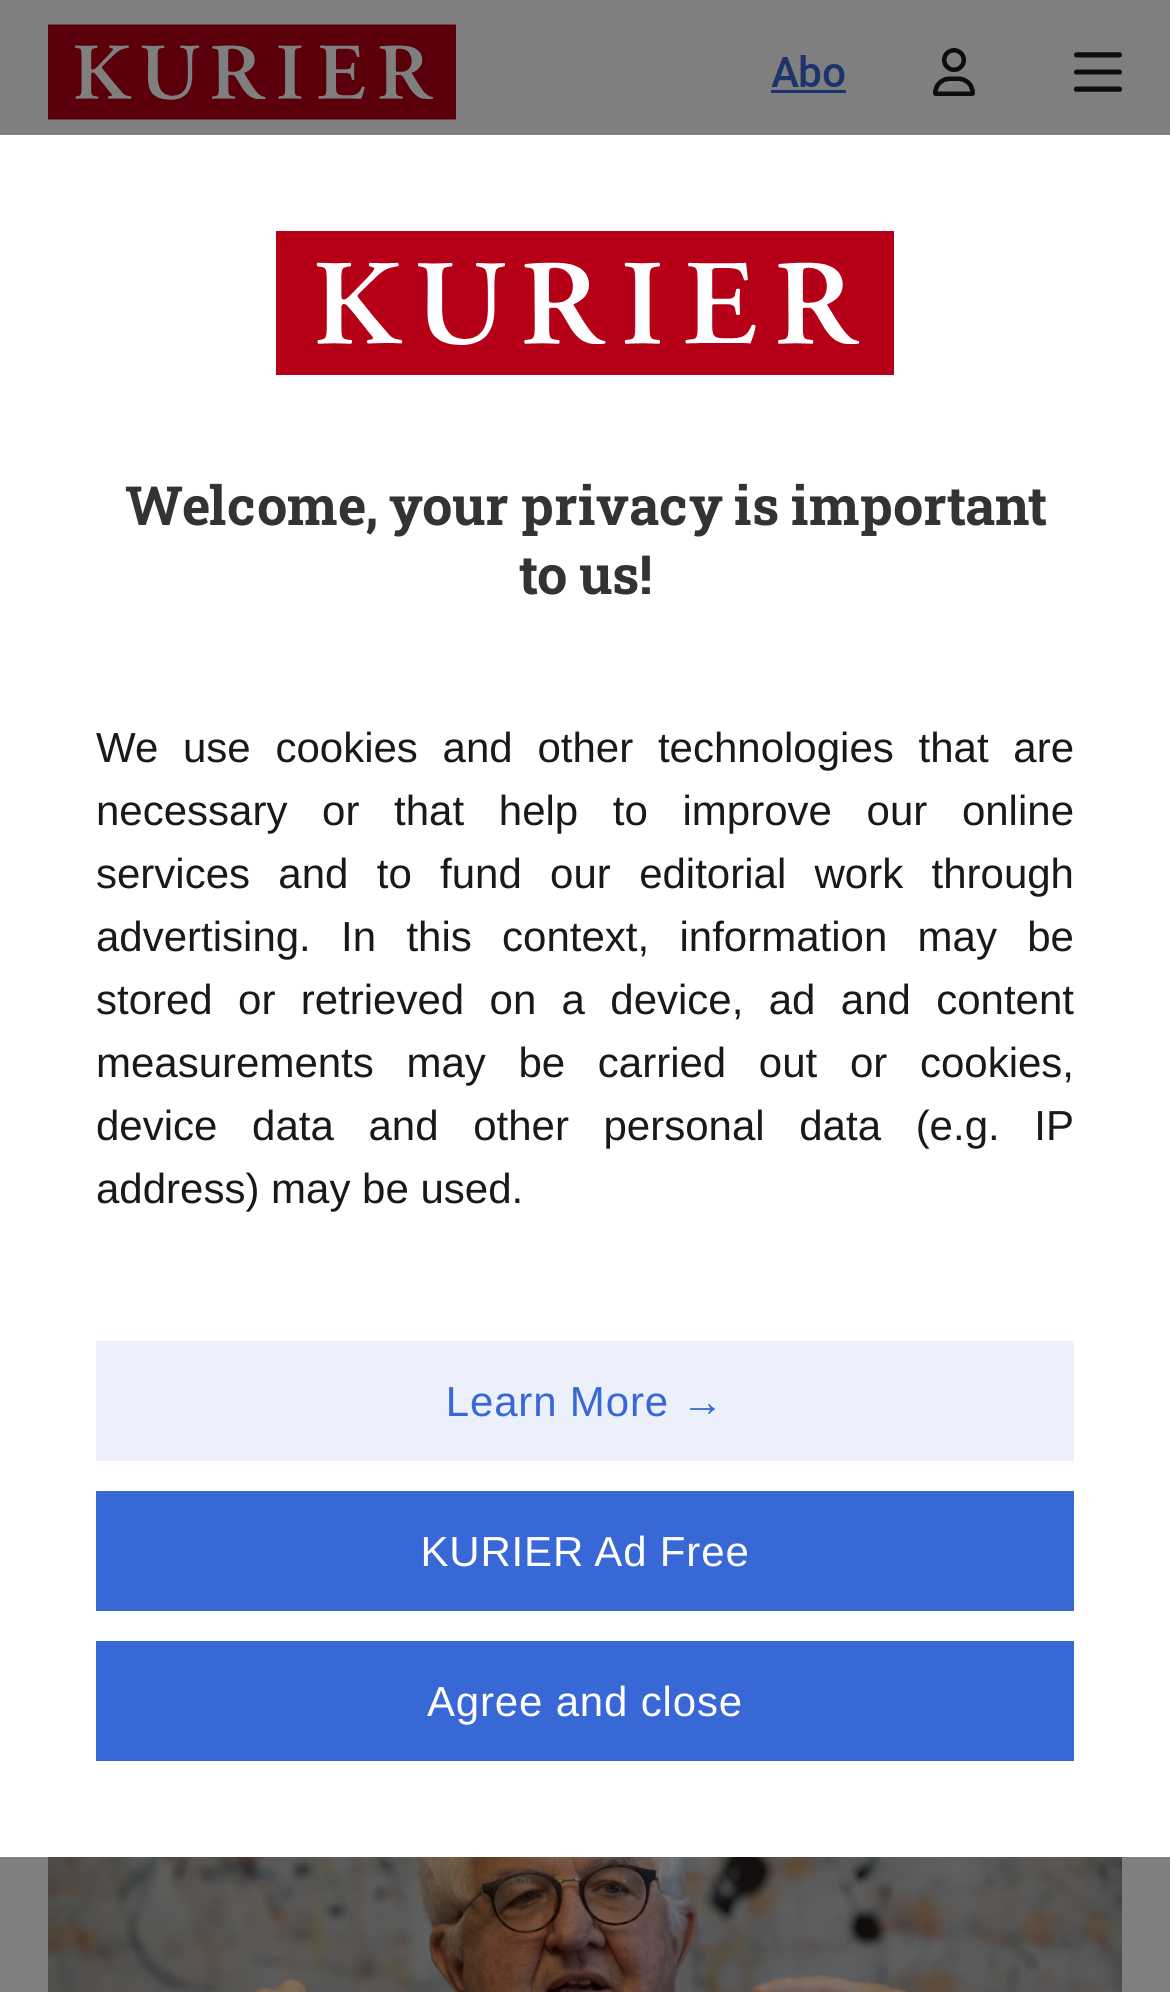 KURIER
Abo
KURIER
Welcome, your privacy is important
to us!
We use cookies and other technologies that are
necessary or that help to improve our online
services and to fund our editorial work through
advertising. In this context, information may be
stored or retrieved on a device, ad and content
measurements may be carried out or cookies,
device data and other personal data (e.g. IP
address) may be used.
Learn More →
KURIER Ad Free
Agree and close